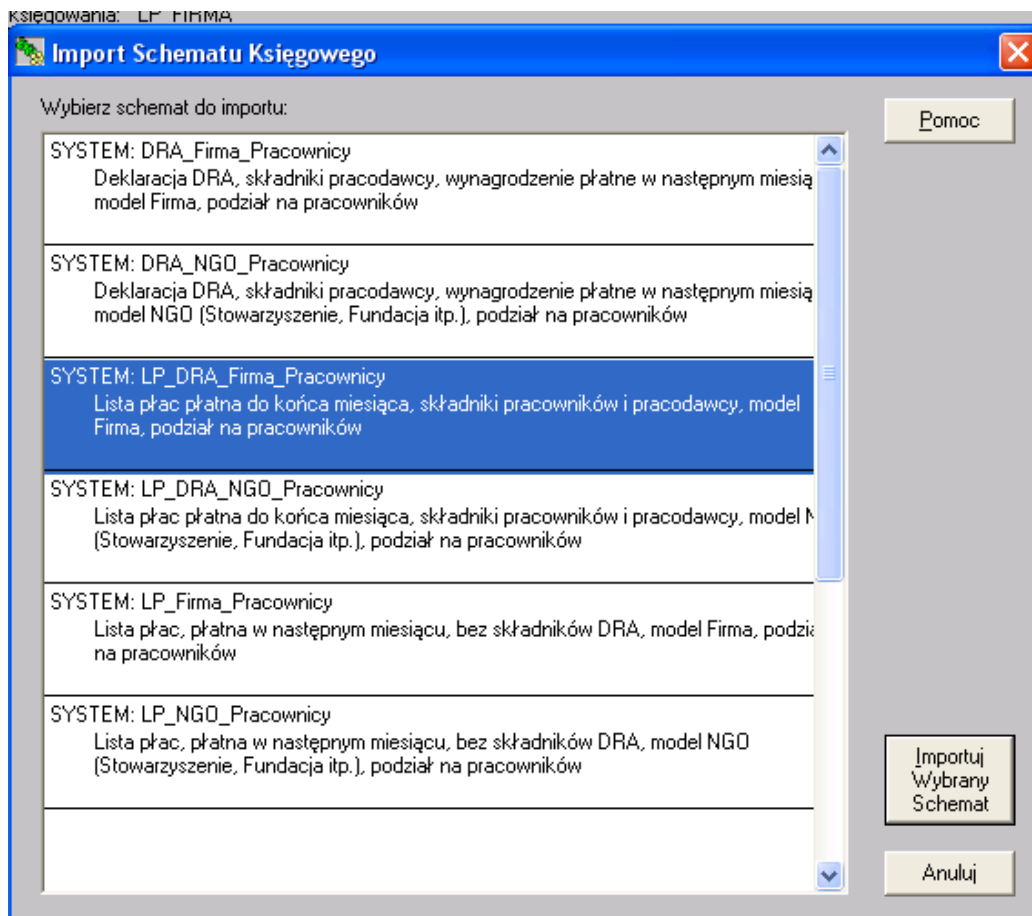 Księgowania: LP_FIRMA
Import Schematu Księgowego
Wybierz schemat do importu:
Pomoc
SYSTEM: DRA_Firma_Pracownicy
Deklaracja DRA, składniki pracodawcy, wynagrodzenie płatne w następnym miesią
model Firma, podział na pracowników
SYSTEM: DRA_NGO_Pracownicy
Deklaracja DRA, składniki pracodawcy, wynagrodzenie płatne w następnym miesią
model NGO (Stowarzyszenie, Fundacja itp.), podział na pracowników
SYSTEM: LP_DRA_Firma_Pracownicy
Lista płac płatna do końca miesiąca, składniki pracowników i pracodawcy, model
Firma, podział na pracowników
SYSTEM: LP_DRA_NGO_Pracownicy
Lista płac płatna do końca miesiąca, składniki pracowników i pracodawcy, model N
(Stowarzyszenie, Fundacja itp.), podział na pracowników
SYSTEM: LP_Firma_Pracownicy
Lista płac, płatna w następnym miesiącu, bez składników DRA, model Firma, podzia
na pracowników
SYSTEM: LP_NGO_Pracownicy
Lista płac, płatna w następnym miesiącu, bez składników DRA, model NGO
(Stowarzyszenie, Fundacja itp.), podział na pracowników
Importuj
Wybrany
Schemat
Anuluj